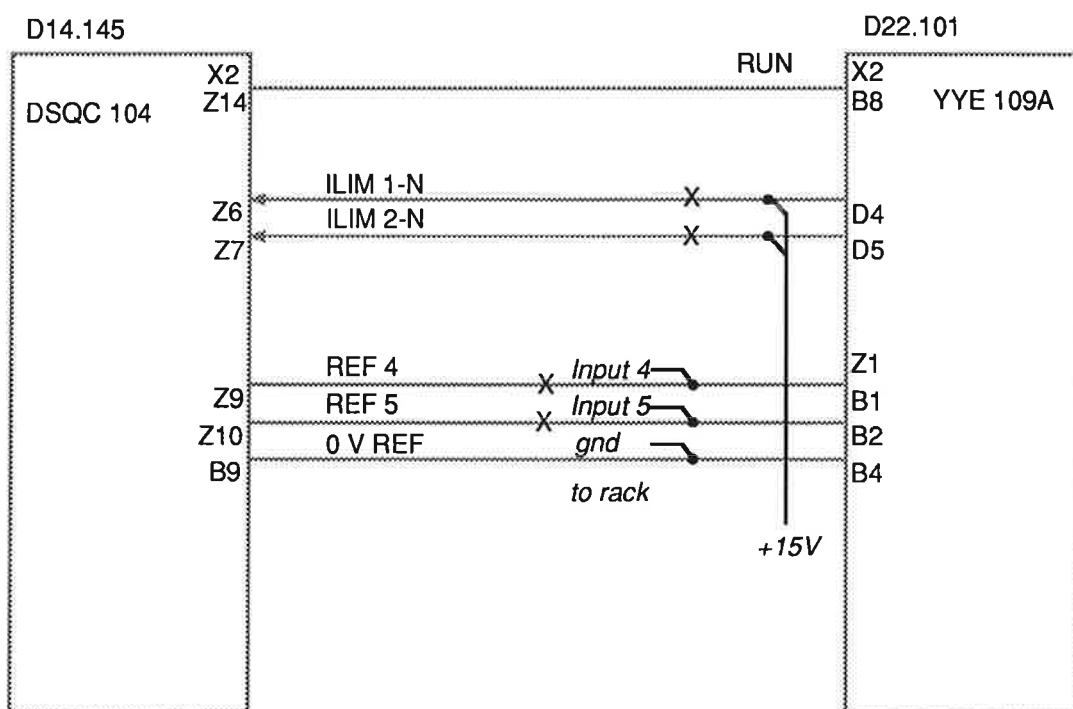 D14.145
D22.101
RUN
X2
X2
Z14
B8
DSQC 104
YYE 109A
ILIM 1-N
Z6
D4
ILIM 2-N
Z7
D5
REF 4
Input 4
Z1
Z9
B1
REF 5
Input 5
Z10
B2
0 V REF
gnd
B9
B4
to rack
+15V